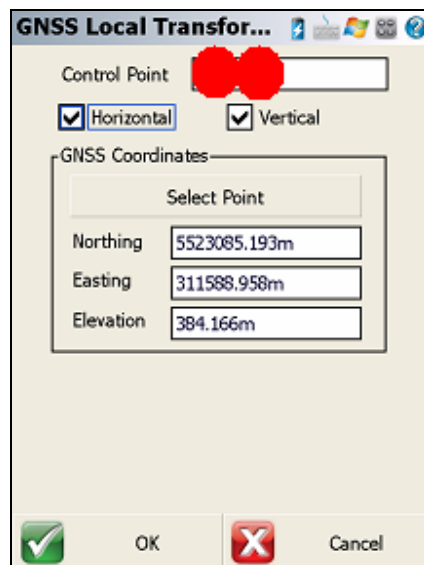 GNSS Local Transfor...
Control Point
Horizontal Vertical
GNSS Coordinates
Select Point
Northing 5523085.193m
Easting 311588.958m
Elevation 384.166m
OK Cancel